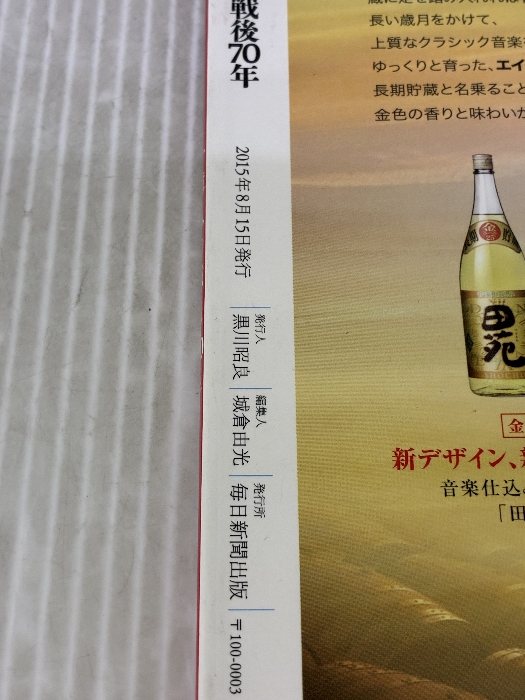 戦後70年
2015年8月15日発行
発行人
黒川昭良
編集人
城倉由光
発行所
毎日新聞出版
〒100-0003
長い歳月をかけて、
上質なクラシック音楽
ゆっくりと育った、エイ
長期貯蔵と名乗ること
金色の香りと味わいが
田苑
金
新デザイン、
音楽仕込み
「田